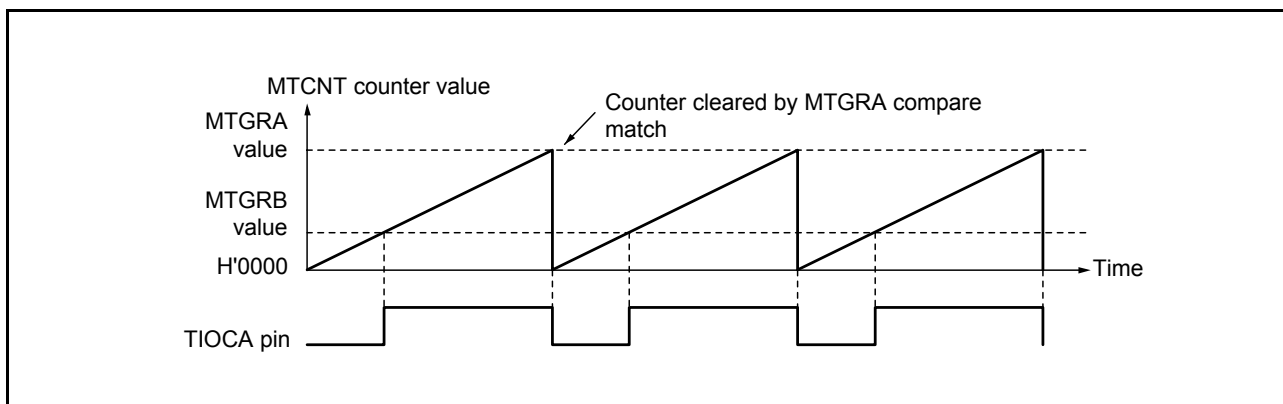 MTCNT counter value
Counter cleared by MTGRA compare
match
MTGRA
value
MTGRB
value
H'0000
Time
TIOCA pin